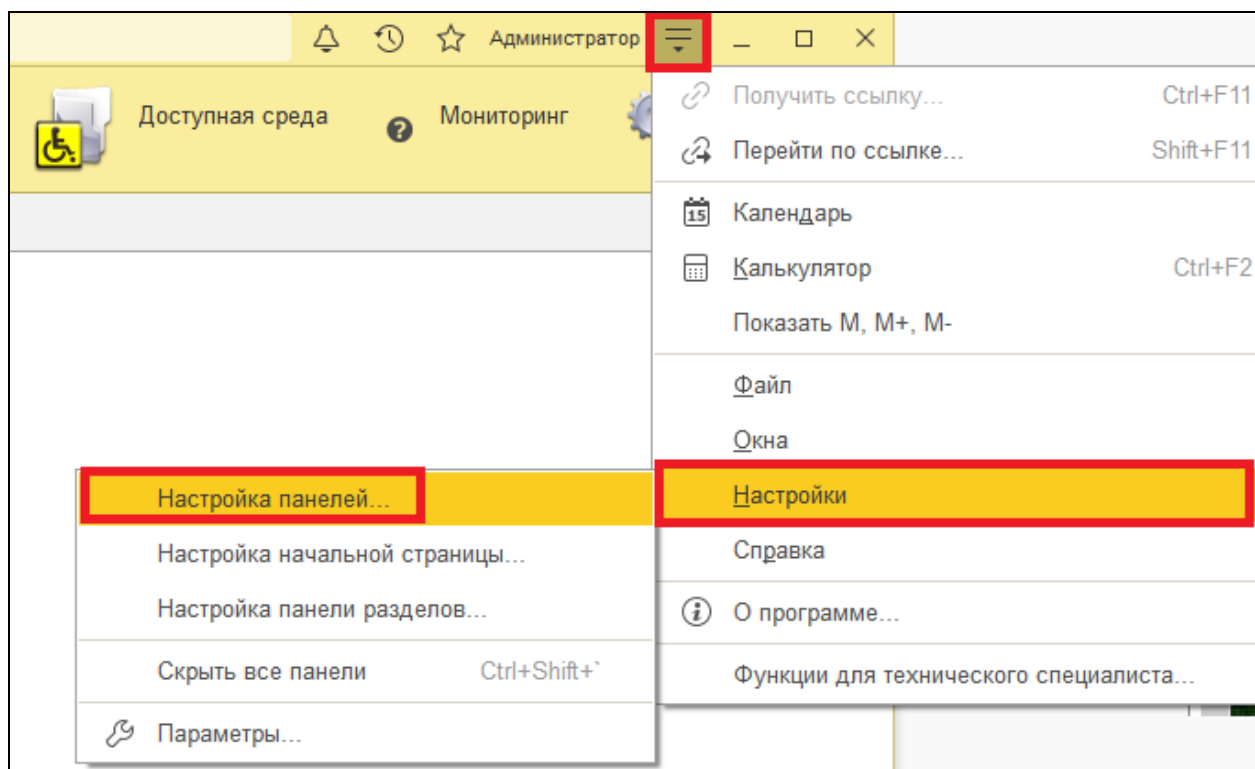 Администратор
Доступная среда
Мониторинг
Получить ссылку... Ctrl+F11
Перейти по ссылке... Shift+F11
15 Календарь
Калькулятор Ctrl+F2
Показать M, M+, M-
Файл
Окна
Настройки
Справка
О программе...
Функции для технического специалиста...
Настройка панелей...
Настройка начальной страницы...
Настройка панели разделов...
Скрыть все панели Ctrl+Shift+`
Параметры...